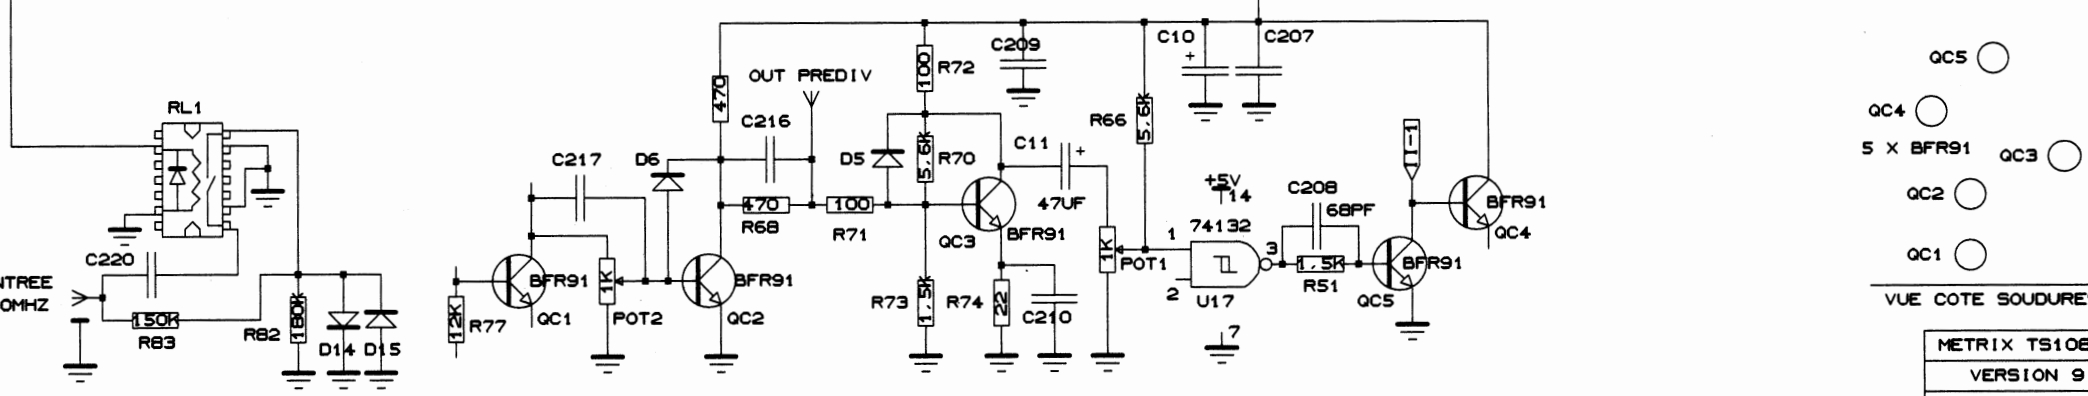 RL1
C220
NTREE
0MHZ
150K
R83
R82
180K
D14
D15
12K
R77
C217
BFR91
QC1
1K
POT2
D6
470
C216
OUT PREDIV
BFR91
QC2
470
R68
100
R71
D5
100
R72
5.6K
R70
C209
QC3
BFR91
R73
1.5K
R74
22
C210
C11
+
47UF
1K
POT1
R66
5.6K
C10
+
C207
+5V
14
74132
1
2
3
U17
7
C208
68PF
1.5K
R51
II-1
BFR91
QC5
BFR91
QC4
QC5
QC4
5 X BFR91
QC3
QC2
QC1
VUE COTE SOUDURE
METRIX TS108
VERSION 9